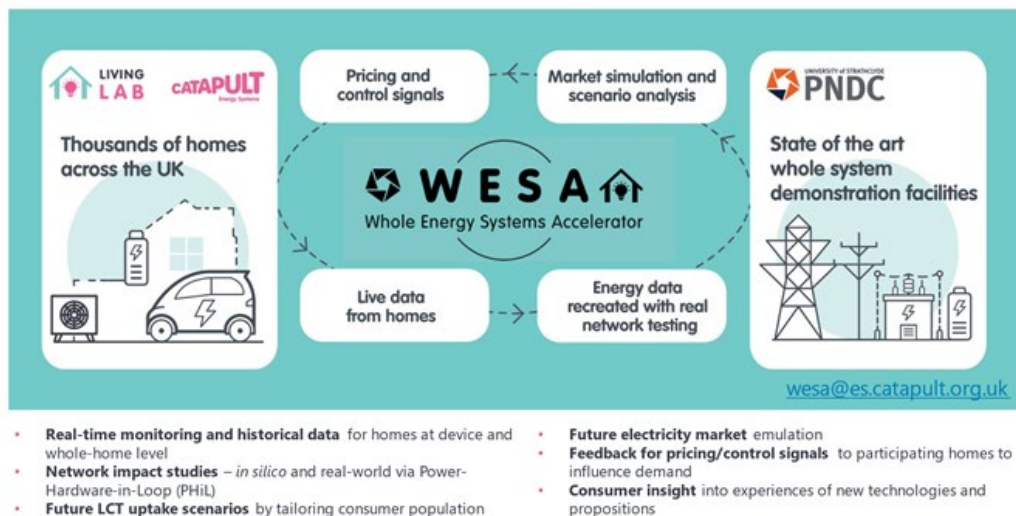 LIVING
LAB
CATAPULT
Energy Systems
Thousands of homes
across the UK
Pricing and
control signals
Market simulation and
scenario analysis
WESA
Whole Energy Systems Accelerator
Live data
from homes
Energy data
recreated with real
network testing
UNIVERSITY of STRATHCLYDE
PNDC
State of the art
whole system
demonstration facilities
wesa@es.catapult.org.uk
• Real-time monitoring and historical data for homes at device and
whole-home level
• Network impact studies – in silico and real-world via Power-
Hardware-in-Loop (PHiL)
• Future LCT uptake scenarios by tailoring consumer population
• Future electricity market emulation
• Feedback for pricing/control signals to participating homes to
influence demand
• Consumer insight into experiences of new technologies and
propositions